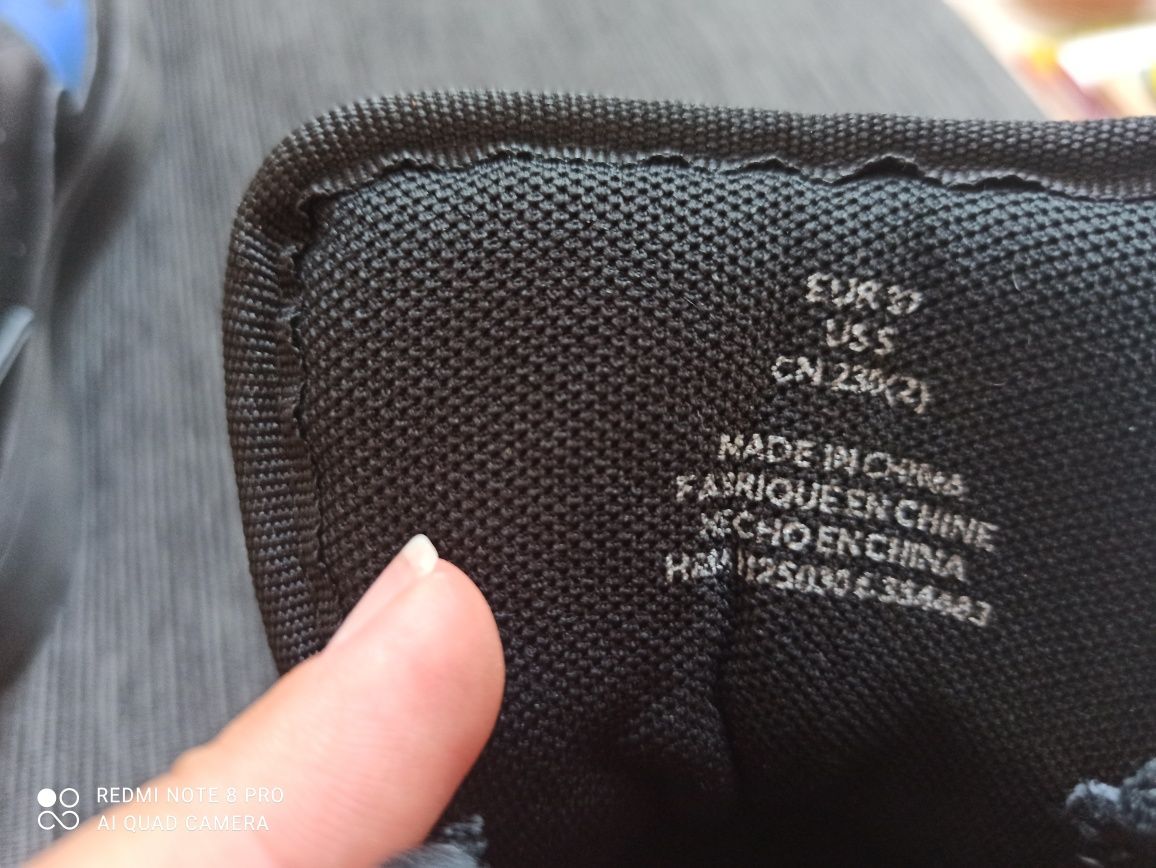 EUR 37
US 5
CN 230(2)
MADE IN CHINA
FABRIQUE EN CHINE
HECHO EN CHINA
REDMI NOTE 8 PRO
AI QUAD CAMERA